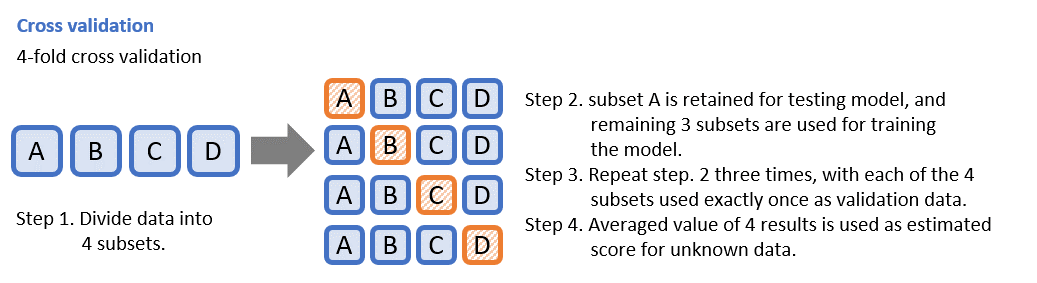 Cross validation
4-fold cross validation
A B C D
Step 1. Divide data into
4 subsets.
A B C D
A B C D
A B C D
A B C D
Step 2. subset A is retained for testing model, and
remaining 3 subsets are used for training
the model.
Step 3. Repeat step. 2 three times, with each of the 4
subsets used exactly once as validation data.
Step 4. Averaged value of 4 results is used as estimated
score for unknown data.